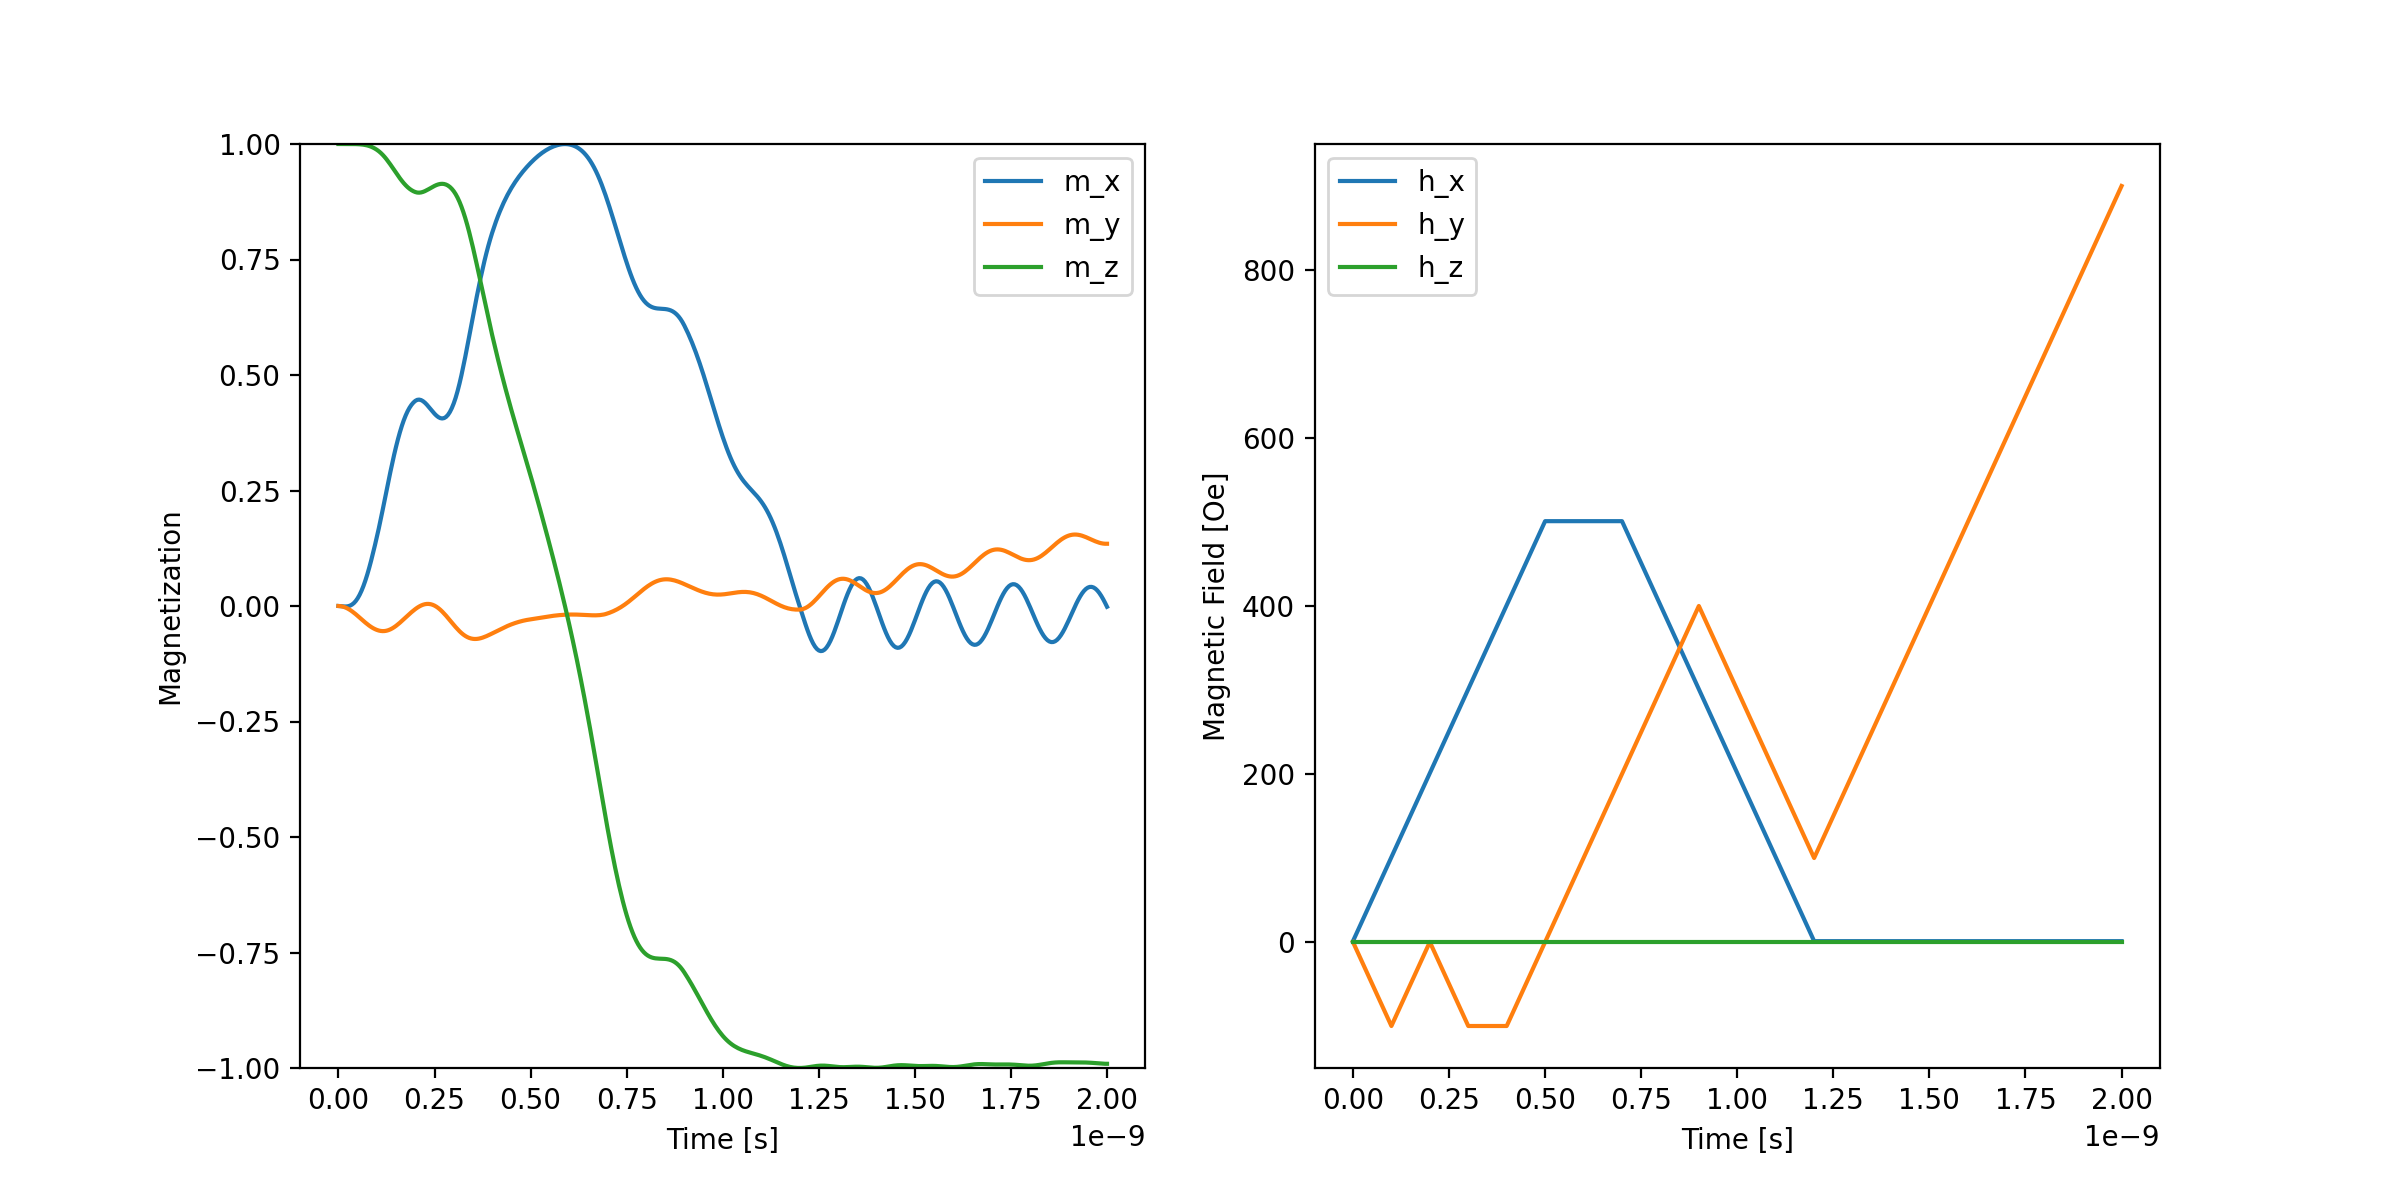 Magnetization
1.00
0.75
0.50
0.25
0.00
−0.25
−0.50
−0.75
−1.00
m_x
m_y
m_z
0.00 0.25 0.50 0.75 1.00 1.25 1.50 1.75 2.00
Time [s]
1e−9
Magnetic Field [Oe]
800
600
400
200
0
h_x
h_y
h_z
0.00 0.25 0.50 0.75 1.00 1.25 1.50 1.75 2.00
Time [s]
1e−9